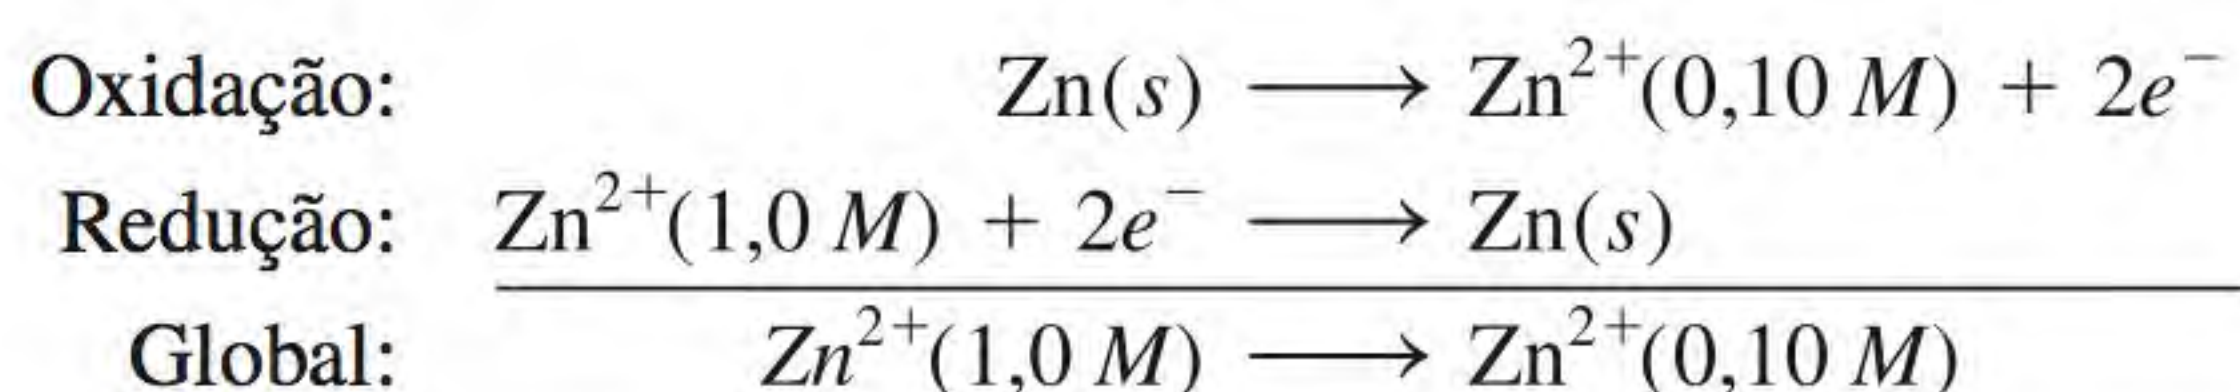 Oxidação: Zn(s) ⟶ Zn²⁺(0,10 M) + 2e⁻
Redução: Zn²⁺(1,0 M) + 2e⁻ ⟶ Zn(s)
Global: Zn²⁺(1,0 M) ⟶ Zn²⁺(0,10 M)